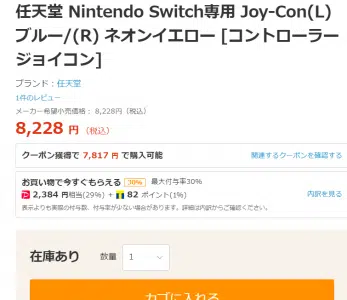 任天堂 Nintendo Switch専用 Joy-Con(L)
ブルー/(R) ネオンイエロー [コントローラー
ジョイコン]
ブランド：任天堂
1件のレビュー
メーカー希望小売価格： 8,228円（税込）
8,228 円 （税込）
クーポン獲得で 7,817 円 で購入可能 関連するクーポンを確認する
お買い物で今すぐもらえる 30% 最大付与率30%
2,384 円相当(29%) + 82 ポイント(1%) 内訳を見る
表示よりも実際の付与数、付与率が少ない場合があります。詳細は内訳からご確認ください。
在庫あり 数量 1
カゴに入れる